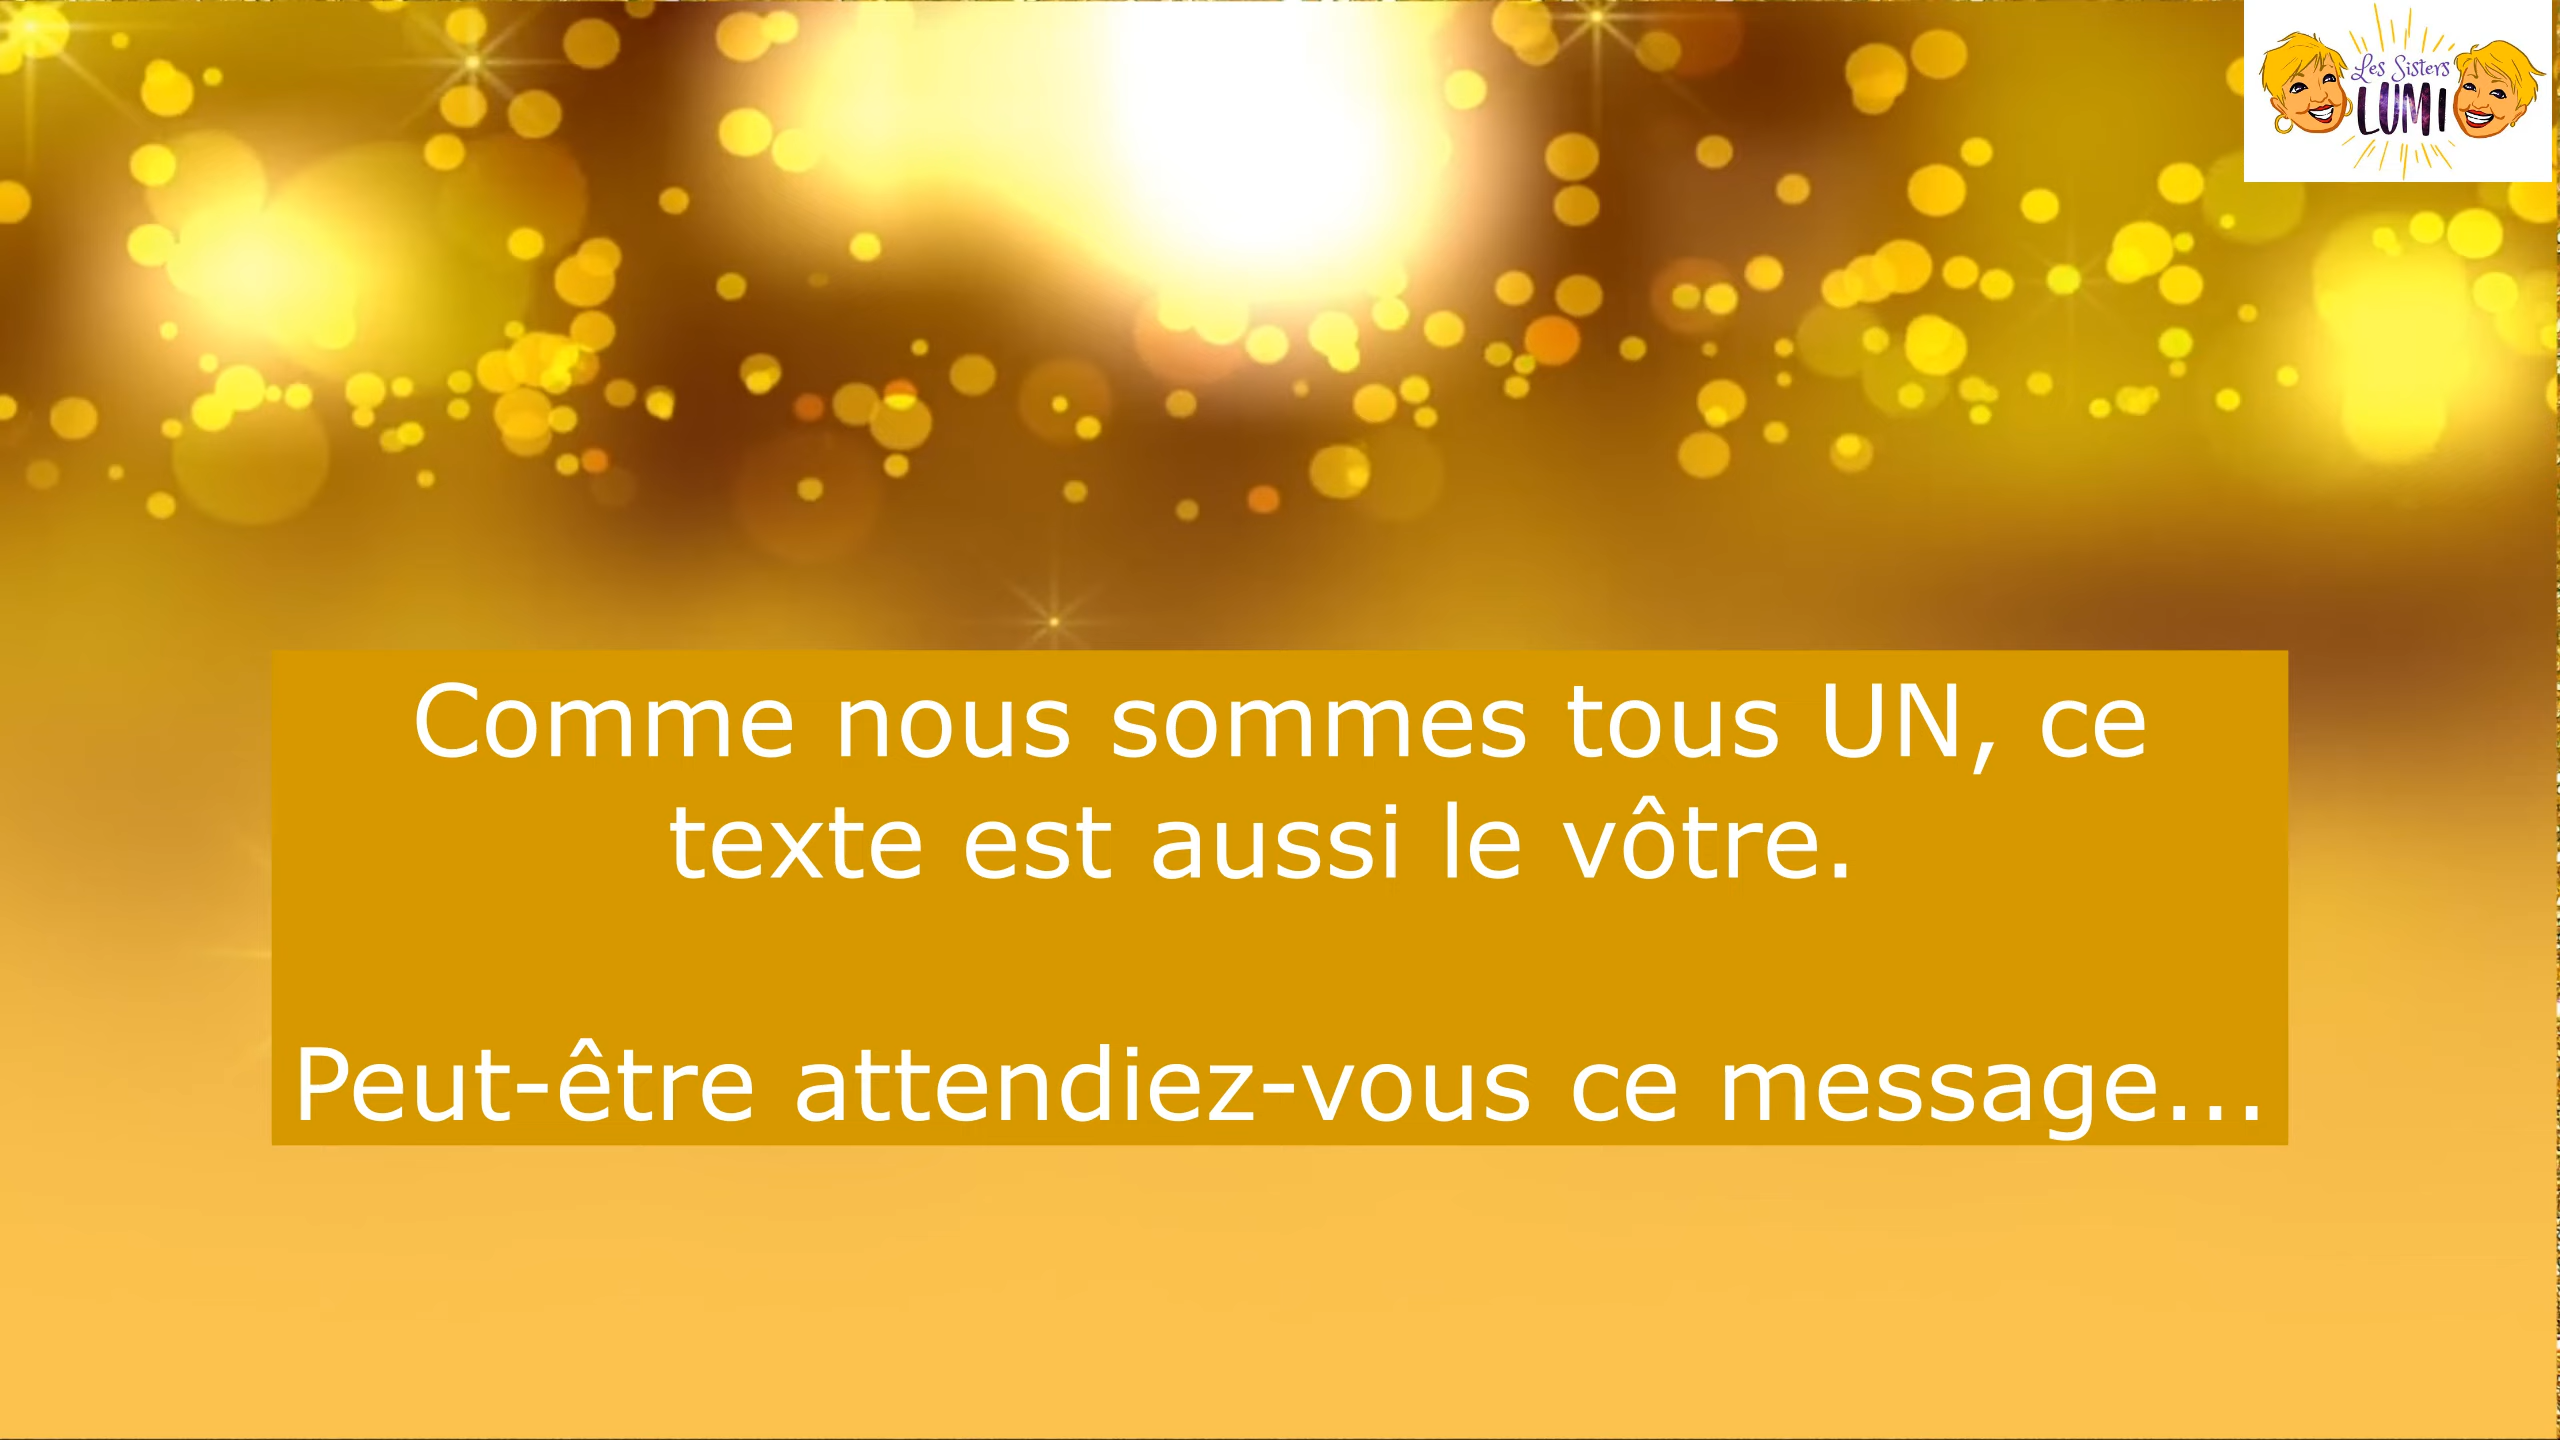 Les Sisters
LUMI
Comme nous sommes tous UN, ce
texte est aussi le vôtre.
Peut-être attendiez-vous ce message...